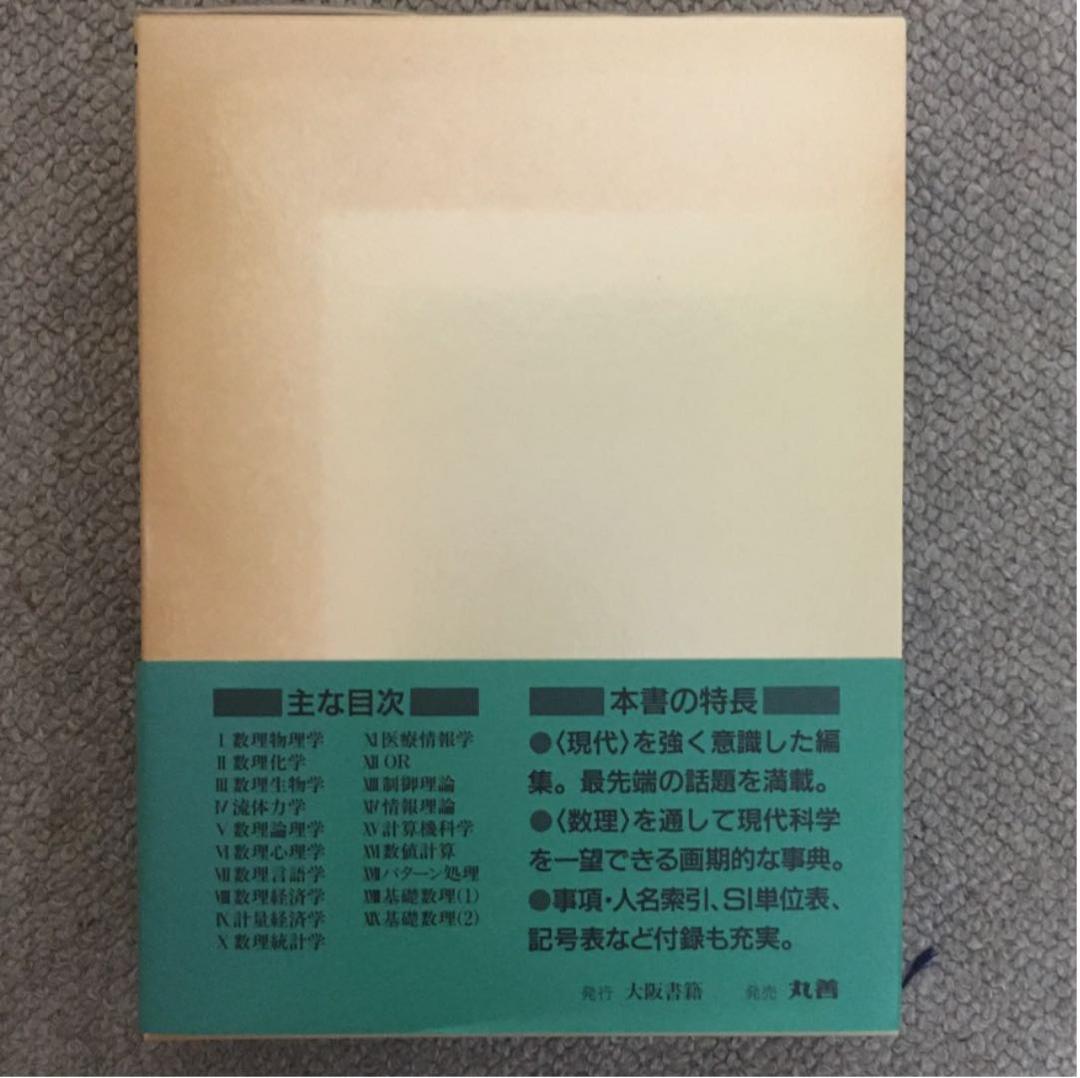 主な目次
I 数理物理学
II 数理化学
III 数理生物学
IV 流体力学
V 数理論理学
VI 数理心理学
VII 数理言語学
VIII 数理経済学
IX 計量経済学
X 数理統計学
XI 医療情報学
XII OR
XIII 制御理論
XIV 情報理論
XV 計算機科学
XVI 数値計算
XVII パターン処理
XVIII 基礎数理(1)
XIX 基礎数理(2)
本書の特長
●〈現代〉を強く意識した編
集。最先端の話題を満載。
●〈数理〉を通して現代科学
を一望できる画期的な事典。
●事項・人名索引、SI単位表、
記号表など付録も充実。
発行 大阪書籍 発売 丸善